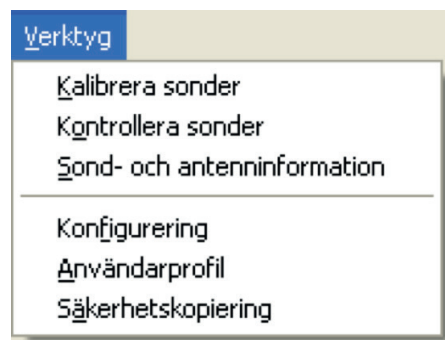 Verktyg
Kalibrera sonder
Kontrollera sonder
Sond- och antenninformation
Konfigurering
Användarprofil
Säkerhetskopiering